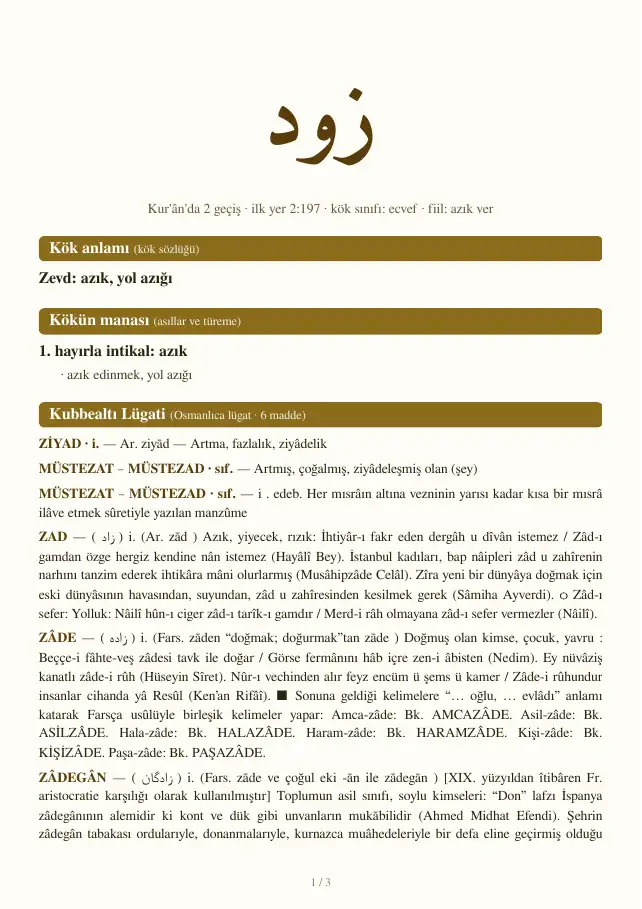 زود
Kur'ân'da 2 geçiş · ilk yer 2:197 · kök sınıfı: ecvef · fiil: azık ver
Kök anlamı (kök sözlüğü)
Zevd: azık, yol azığı
Kökün manası (asıllar ve türeme)
1. hayırla intikal: azık
· azık edinmek, yol azığı
Kubbealtı Lügati (Osmanlıca lügat · 6 madde)
ZİYAD · i. — Ar. ziyād — Artma, fazlalık, ziyâdelik
MÜSTEZAT – MÜSTEZAD · sıf. — Artmış, çoğalmış, ziyâdeleşmiş olan (şey)
MÜSTEZAT – MÜSTEZAD · sıf. — i . edeb. Her mısrâın altına vezninin yarısı kadar kısa bir mısrâ
ilâve etmek sûretiyle yazılan manzûme
ZAD — ( زاد ) i. (Ar. zād ) Azık, yiyecek, rızık: İhtiyâr-ı fakr eden dergâh u dîvân istemez / Zâd-ı
gamdan özge hergiz kendine nân istemez (Hayâlî Bey). İstanbul kadıları, bap nâipleri zâd u zahîrenin
narhını tanzim ederek ihtikâra mâni olurlarmış (Musâhipzâde Celâl). Zîra yeni bir dünyâya doğmak için
eski dünyâsının havasından, suyundan, zâd u zahîresinden kesilmek gerek (Sâmiha Ayverdi). ѻ Zâd-ı
sefer: Yolluk: Nâilî hûn-ı ciger zâd-ı tarîk-ı gamdır / Merd-i râh olmayana zâd-ı sefer vermezler (Nâilî).
ZÂDE — ( زاده ) i. (Fars. zāden “doğmak; doğurmak”tan zāde ) Doğmuş olan kimse, çocuk, yavru :
Beççe-i fâhte-veş zâdesi tavk ile doğar / Görse fermânını hâb içre zen-i âbisten (Nedim). Ey nüvâziş
kanatlı zâde-i rûh (Hüseyin Sîret). Nûr-ı vechinden alır feyz encüm ü şems ü kamer / Zâde-i rûhundur
insanlar cihanda yâ Resûl (Ken’an Rifâî). ■ Sonuna geldiği kelimelere “… oğlu, … evlâdı” anlamı
katarak Farsça usûlüyle birleşik kelimeler yapar: Amca-zâde: Bk. AMCAZÂDE. Asil-zâde: Bk.
ASİLZÂDE. Hala-zâde: Bk. HALAZÂDE. Haram-zâde: Bk. HARAMZÂDE. Kişi-zâde: Bk.
KİŞİZÂDE. Paşa-zâde: Bk. PAŞAZÂDE.
ZÂDEGÂN — ( زادگان ) i. (Fars. zāde ve çoğul eki -ān ile zādegān ) [XIX. yüzyıldan îtibâren Fr.
aristocratie karşılığı olarak kullanılmıştır] Toplumun asil sınıfı, soylu kimseleri: “Don” lafzı İspanya
zâdegânının alemidir ki kont ve dük gibi unvanların mukābilidir (Ahmed Midhat Efendi). Şehrin
zâdegân tabakası ordularıyle, donanmalarıyle, kurnazca muâhedeleriyle bir defa eline geçirmiş olduğu
1 / 3